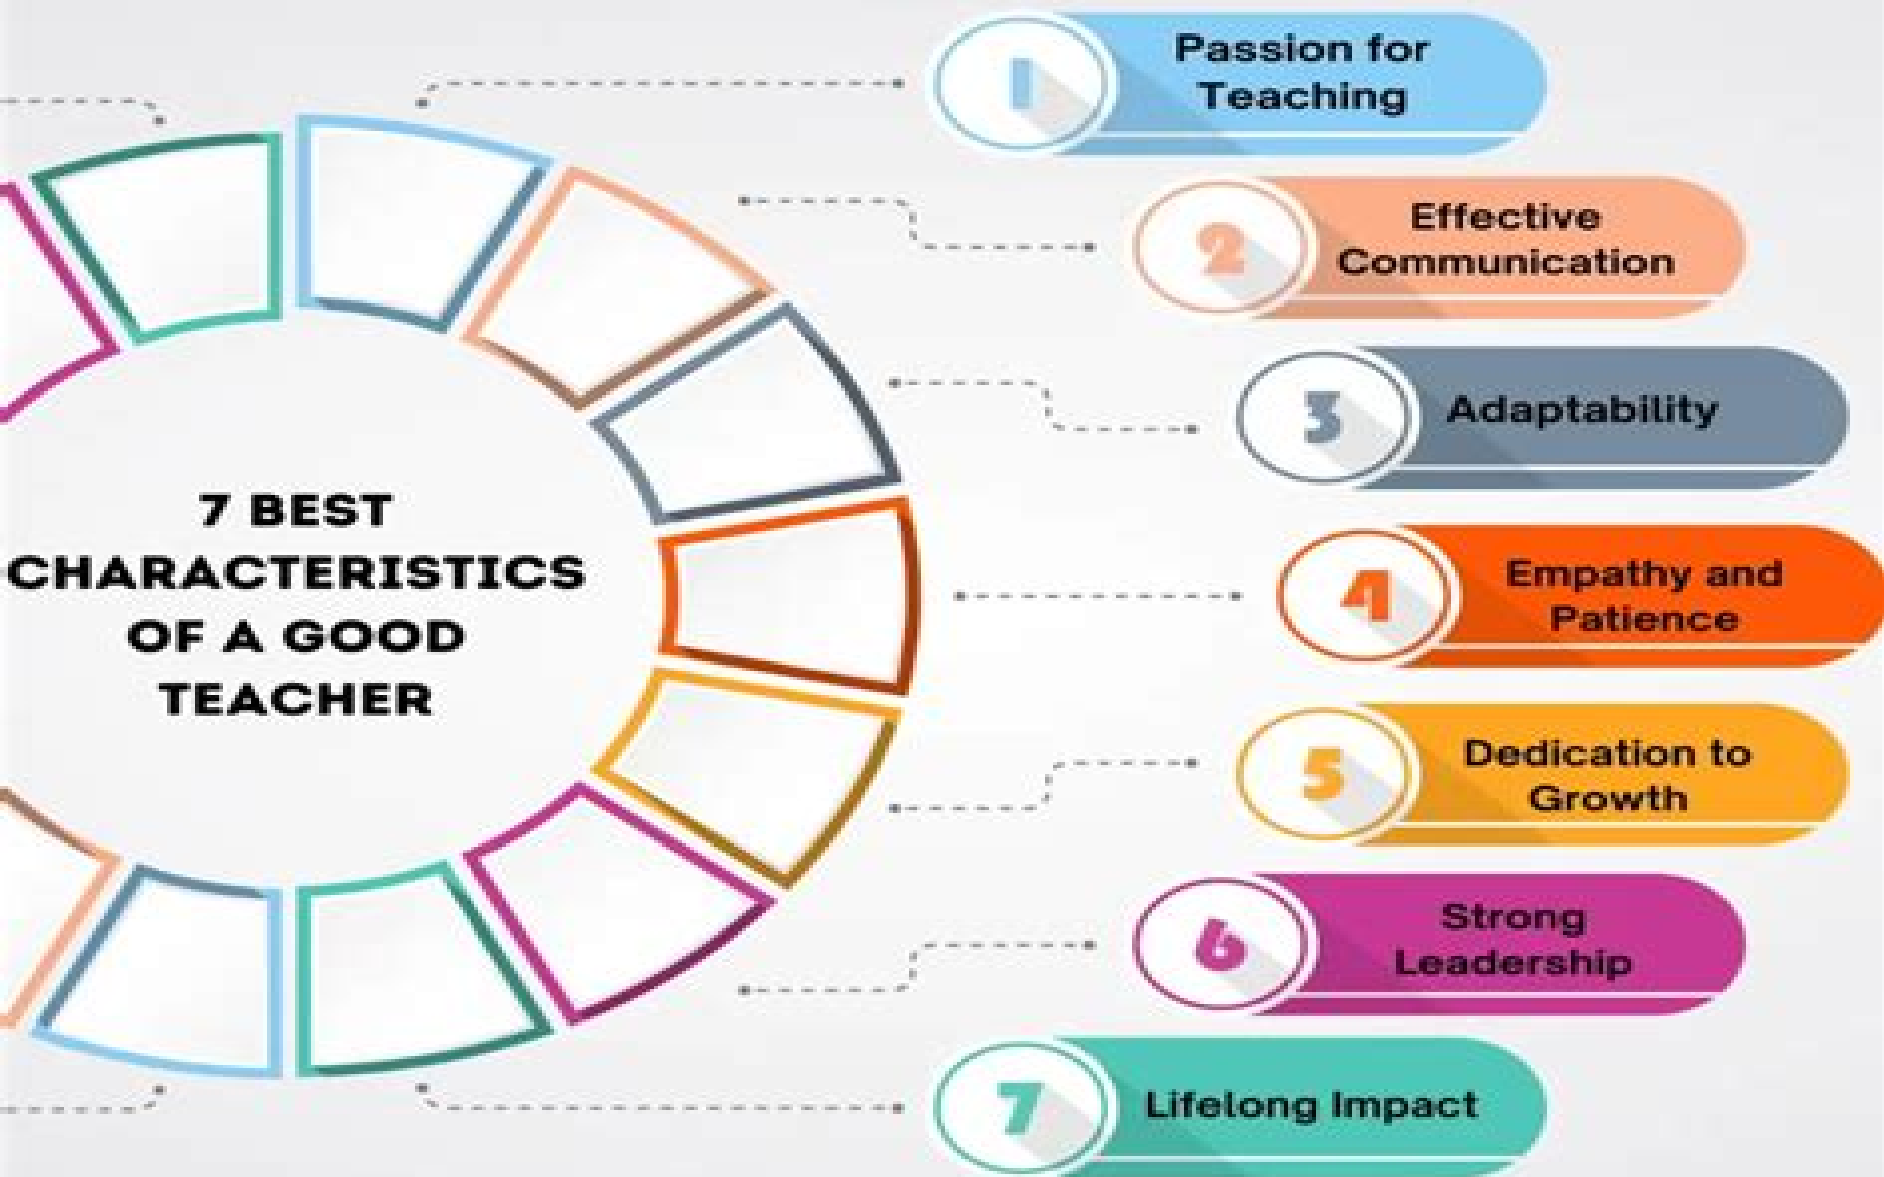 7 BEST
CHARACTERISTICS
OF A GOOD
TEACHER
1
Passion for
Teaching
2
Effective
Communication
3
Adaptability
4
Empathy and
Patience
5
Dedication to
Growth
6
Strong
Leadership
7
Lifelong Impact